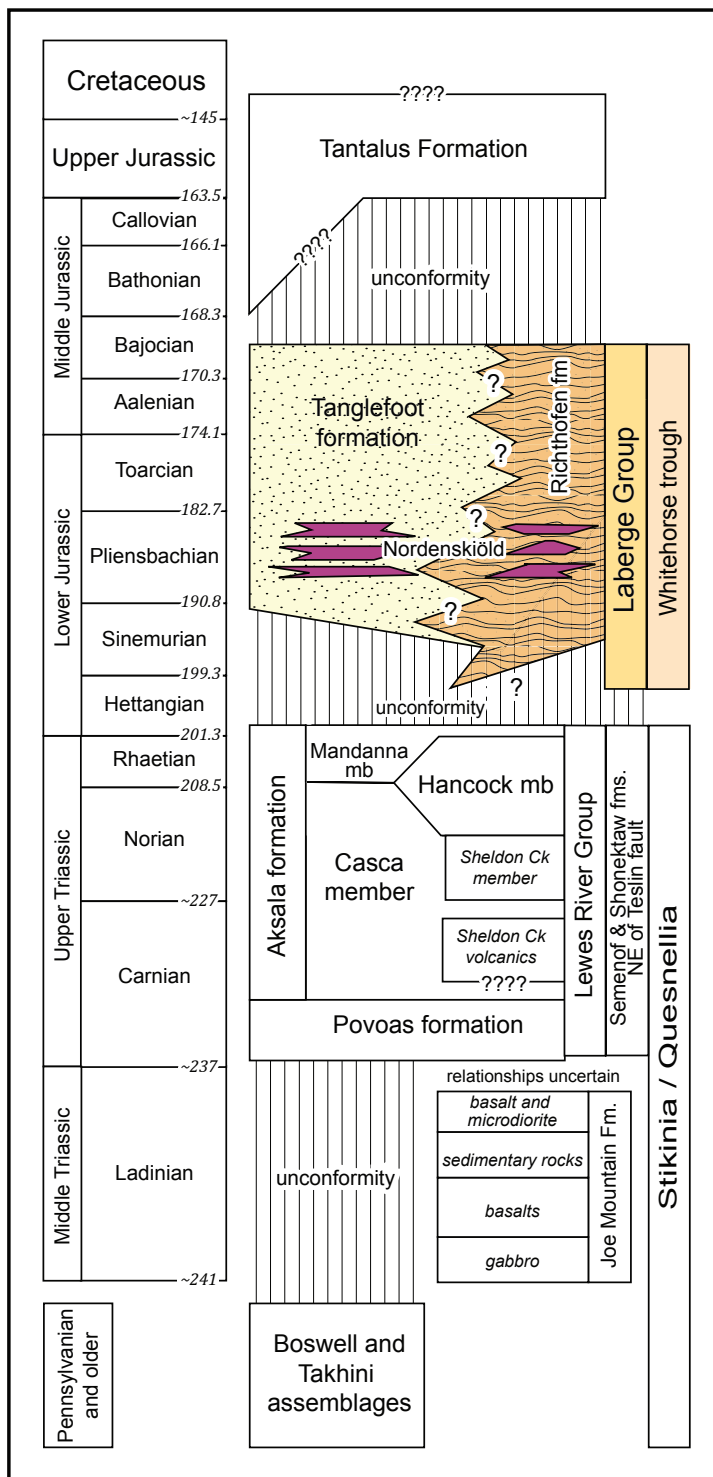 Cretaceous
~145
Upper Jurassic
163.5
Middle Jurassic
Callovian
166.1
Bathonian
168.3
Bajocian
170.3
Aalenian
174.1
Lower Jurassic
Toarcian
182.7
Pliensbachian
190.8
Sinemurian
199.3
Hettangian
201.3
Upper Triassic
Rhaetian
208.5
Norian
~227
Carnian
~237
Middle Triassic
Ladinian
~241
Pennsylvanian
and older
????
Tantalus Formation
????
unconformity
Tanglefoot
formation
?
?
?
?
Richthofen fm
Nordenskiöld
?
unconformity
Laberge Group
Whitehorse trough
Aksala formation
Mandanna
mb
Hancock mb
Casca
member
Sheldon Ck
member
Sheldon Ck
volcanics
????
Povoas formation
Lewes River Group
Semenof & Shonektaw fms.
NE of Teslin fault
Stikinia / Quesnellia
relationships uncertain
unconformity
basalt and
microdiorite
sedimentary rocks
basalts
gabbro
Joe Mountain Fm.
Boswell and
Takhini
assemblages